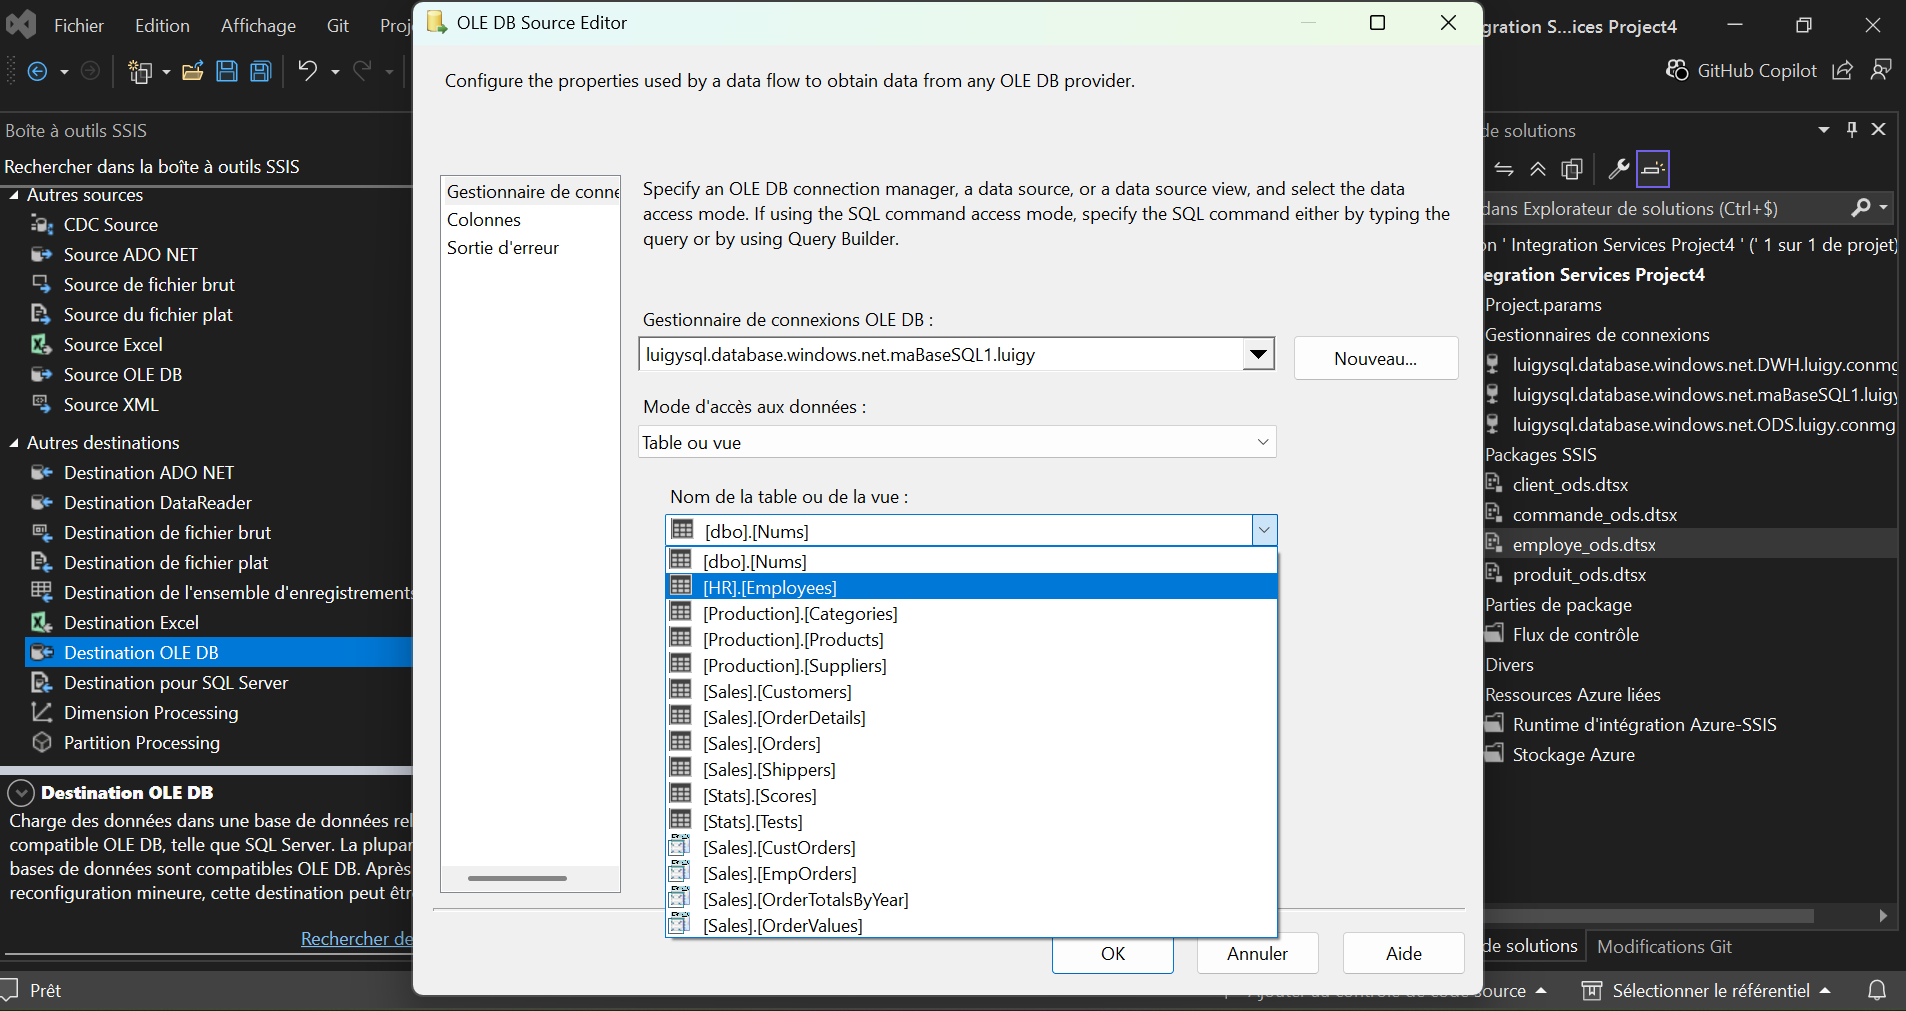 Fichier
Edition
Affichage
Git
Proj
OLE DB Source Editor
gration S...ices Project4
GitHub Copilot
Configure the properties used by a data flow to obtain data from any OLE DB provider.
Boîte à outils SSIS
Rechercher dans la boîte à outils SSIS
Autres sources
CDC Source
Source ADO NET
Source de fichier brut
Source du fichier plat
Source Excel
Source OLE DB
Source XML
Autres destinations
Destination ADO NET
Destination DataReader
Destination de fichier brut
Destination de fichier plat
Destination de l'ensemble d'enregistrements
Destination Excel
Destination OLE DB
Destination pour SQL Server
Dimension Processing
Partition Processing
Destination OLE DB
Charge des données dans une base de données rel
compatible OLE DB, telle que SQL Server. La plupar
bases de données sont compatibles OLE DB. Après
reconfiguration mineure, cette destination peut êtr
Rechercher de
Prêt
Gestionnaire de conne
Colonnes
Sortie d'erreur
Specify an OLE DB connection manager, a data source, or a data source view, and select the data
access mode. If using the SQL command access mode, specify the SQL command either by typing the
query or by using Query Builder.
Gestionnaire de connexions OLE DB :
luigysql.database.windows.net.maBaseSQL1.luigy
Nouveau...
Mode d'accès aux données :
Table ou vue
Nom de la table ou de la vue :
[dbo].[Nums]
[dbo].[Nums]
[HR].[Employees]
[Production].[Categories]
[Production].[Products]
[Production].[Suppliers]
[Sales].[Customers]
[Sales].[OrderDetails]
[Sales].[Orders]
[Sales].[Shippers]
[Stats].[Scores]
[Stats].[Tests]
[Sales].[CustOrders]
[Sales].[EmpOrders]
[Sales].[OrderTotalsByYear]
[Sales].[OrderValues]
OK
Annuler
Aide
de solutions
dans Explorateur de solutions (Ctrl+$)
on ' Integration Services Project4 ' (' 1 sur 1 de projet)
egration Services Project4
Project.params
Gestionnaires de connexions
luigysql.database.windows.net.DWH.luigy.conmg
luigysql.database.windows.net.maBaseSQL1.luigy
luigysql.database.windows.net.ODS.luigy.conmg
Packages SSIS
client_ods.dtsx
commande_ods.dtsx
employe_ods.dtsx
produit_ods.dtsx
Parties de package
Flux de contrôle
Divers
Ressources Azure liées
Runtime d'intégration Azure-SSIS
Stockage Azure
de solutions
Modifications Git
Ajouter au contrôle de code source
Sélectionner le référentiel